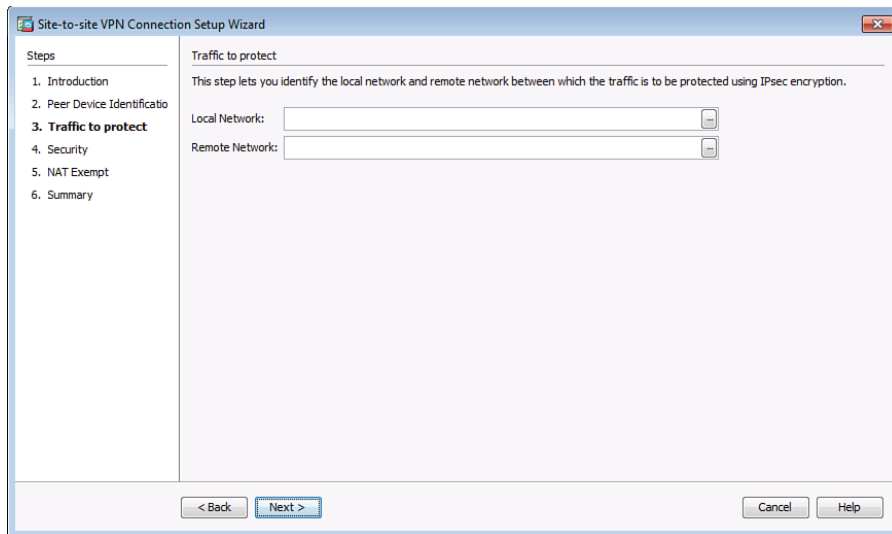 Site-to-site VPN Connection Setup Wizard
Steps
1. Introduction
2. Peer Device Identificatio
3. Traffic to protect
4. Security
5. NAT Exempt
6. Summary
Traffic to protect
This step lets you identify the local network and remote network between which the traffic is to be protected using IPsec encryption.
Local Network:
...
Remote Network:
...
< Back
Next >
Cancel
Help